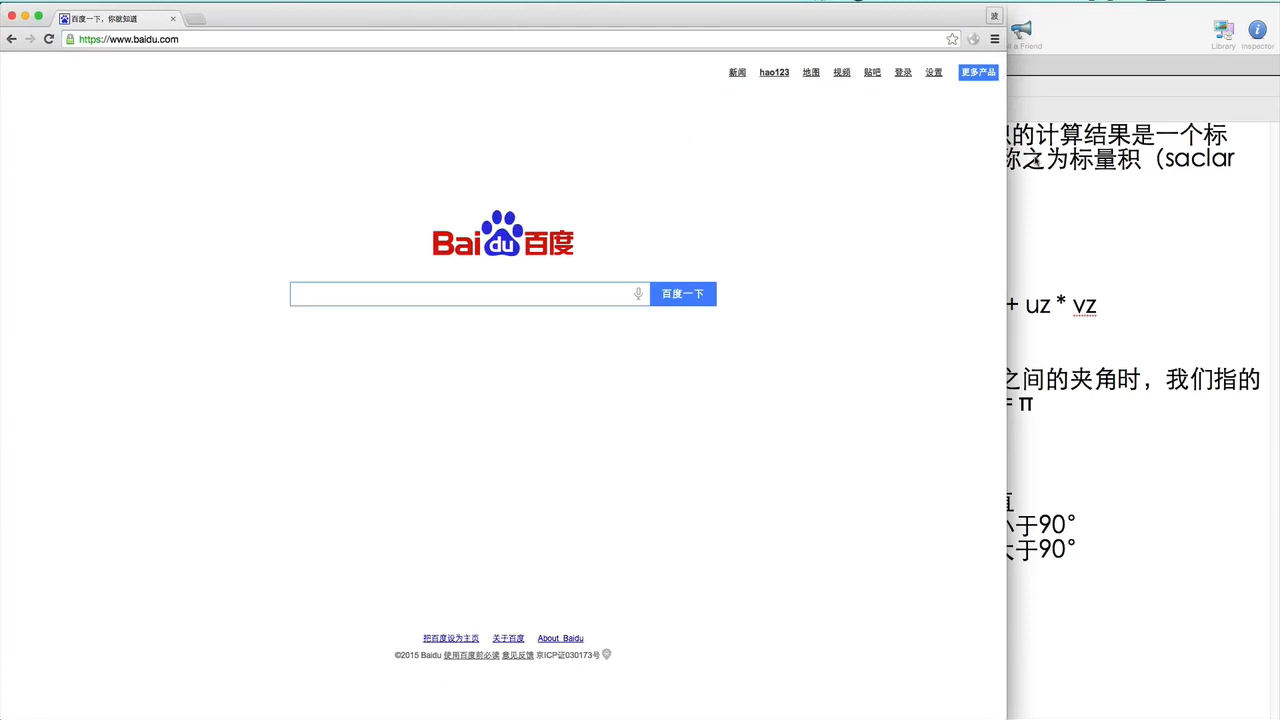 百度一下，你就知道
波
https://www.baidu.com
a Friend
Library
Inspector
新闻 hao123 地图 视频 贴吧 登录 设置 更多产品
的计算结果是一个标
称之为标量积（saclar
Bai du 百度
百度一下
+ uz * vz
之间的夹角时，我们指的
= π
小于90°
大于90°
把百度设为主页 关于百度 About Baidu
©2015 Baidu 使用百度前必读 意见反馈 京ICP证030173号